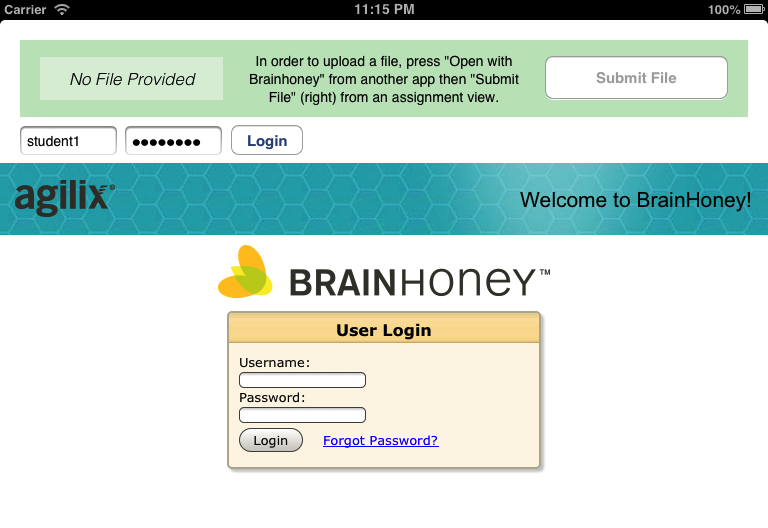 Carrier 11:15 PM 100%
No File Provided
In order to upload a file, press "Open with
Brainhoney" from another app then "Submit
File" (right) from an assignment view.
Submit File
student1 ●●●●●●●● Login
agilix® Welcome to BrainHoney!
BRAINHONEY™
User Login
Username:
Password:
Login Forgot Password?